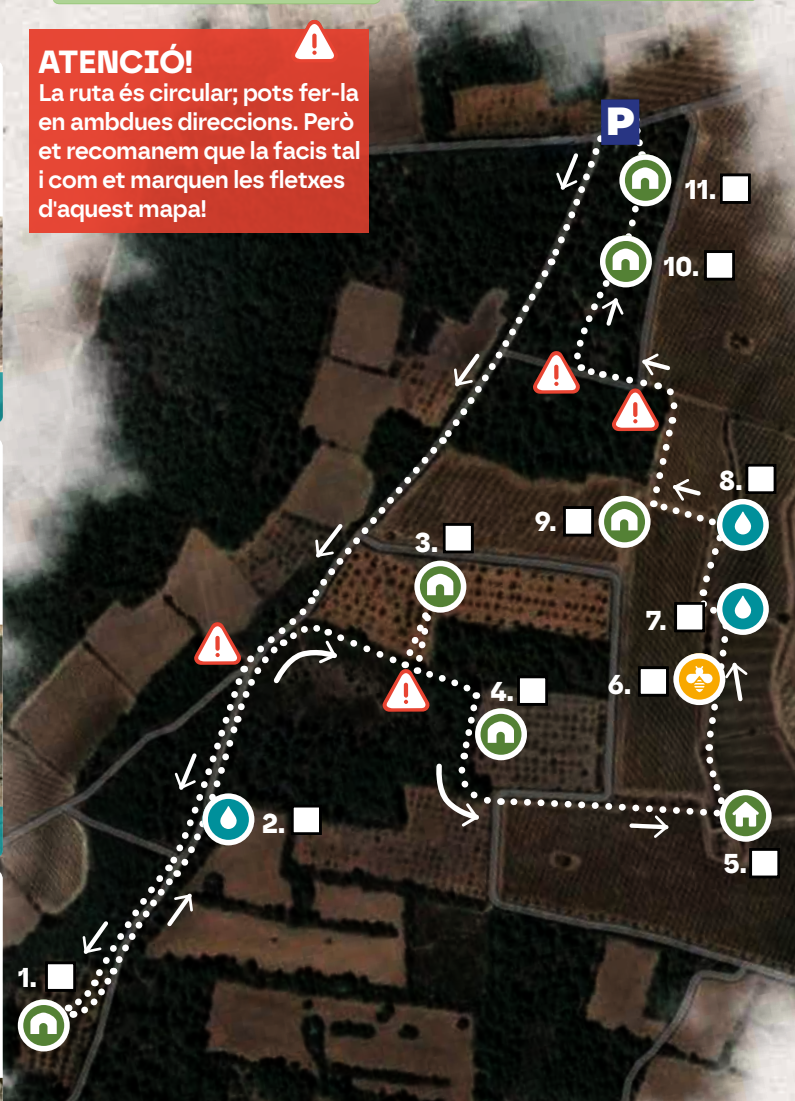 ATENCIÓ!
La ruta és circular; pots fer-la
en ambdues direccions. Però
et recomanem que la facis tal
i com et marquen les fletxes
d'aquest mapa!
P
11.
10.
8.
9.
3.
7.
6.
4.
2.
5.
1.